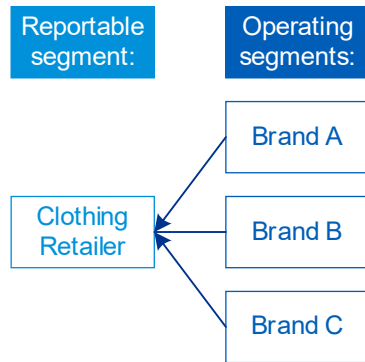 Reportable
segment:
Operating
segments:
Brand A
Clothing
Retailer
Brand B
Brand C